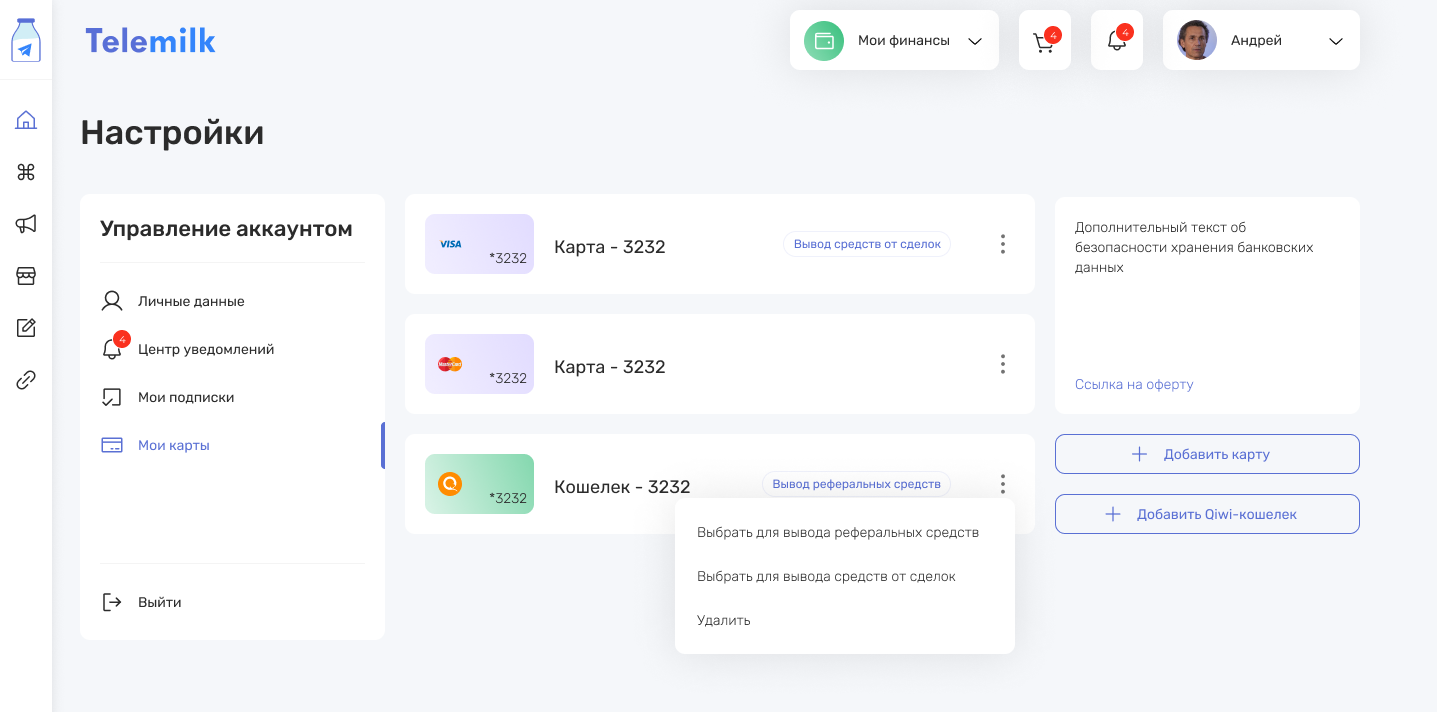 Telemilk
Мои финансы
4
4
Андрей
Настройки
Управление аккаунтом
Личные данные
4
Центр уведомлений
Мои подписки
Мои карты
Выйти
VISA
*3232
Карта - 3232
Вывод средств от сделок
MasterCard
*3232
Карта - 3232
*3232
Кошелек - 3232
Вывод реферальных средств
Выбрать для вывода реферальных средств
Выбрать для вывода средств от сделок
Удалить
Дополнительный текст об
безопасности хранения банковских
данных
Ссылка на оферту
Добавить карту
Добавить Qiwi-кошелек